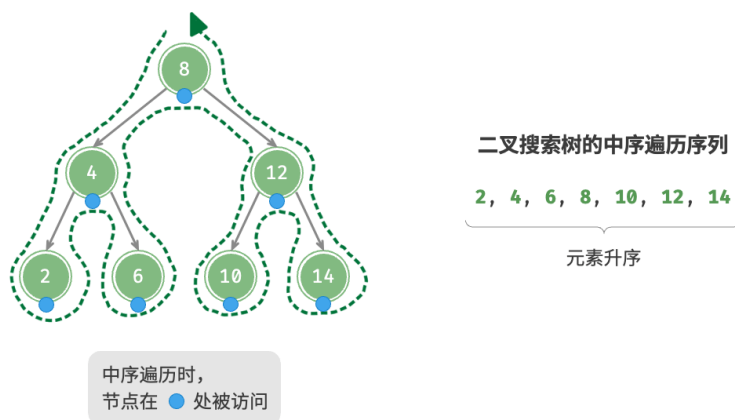 8
4
12
2
6
10
14
二叉搜索树的中序遍历序列
2, 4, 6, 8, 10, 12, 14
元素升序
中序遍历时，
节点在 处被访问